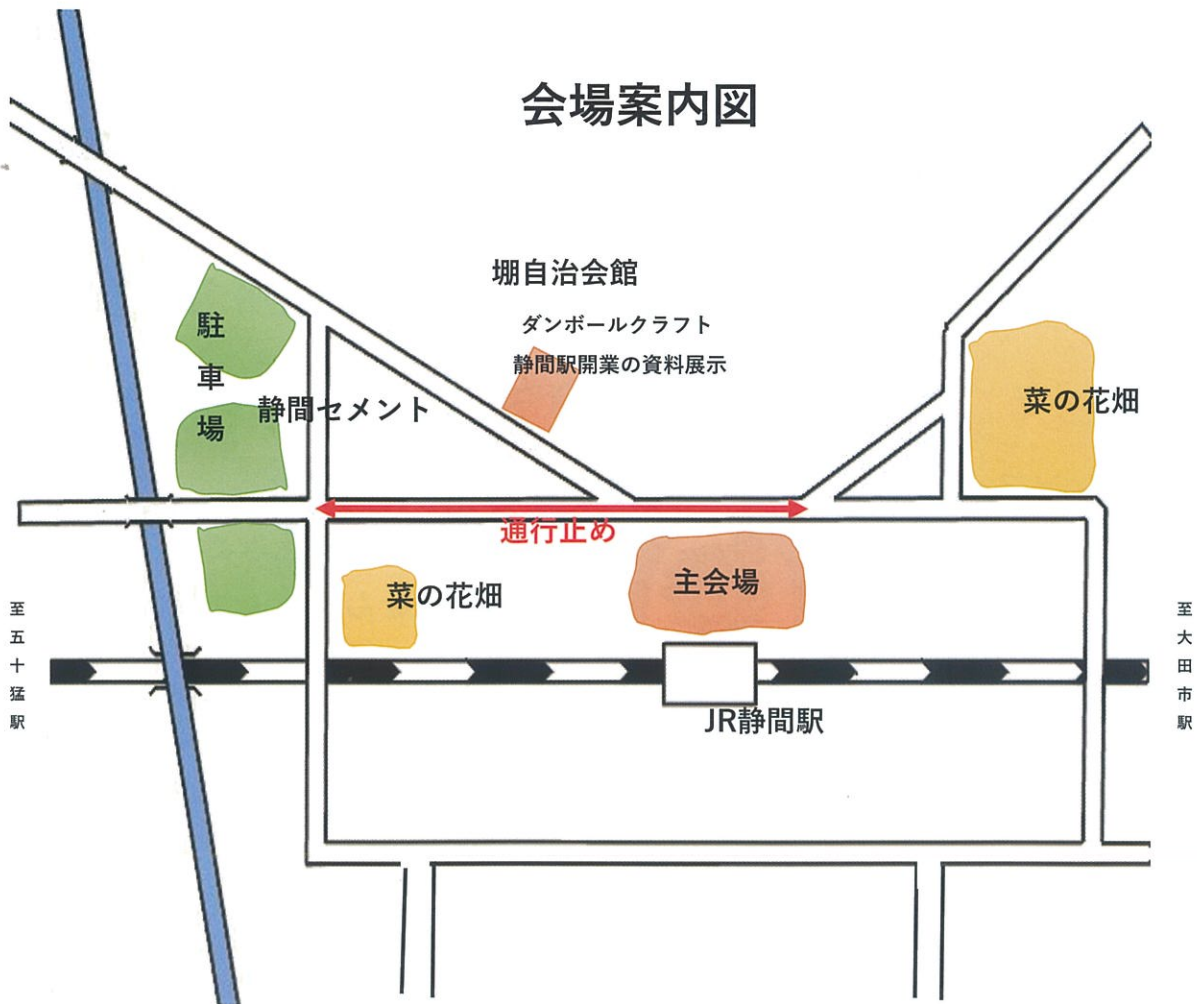 会場案内図
堋自治会館
ダンボールクラフト
静間駅開業の資料展示
駐車場
静間セメント
菜の花畑
通行止め
菜の花畑
主会場
至五十猛駅
至大田市駅
JR静間駅